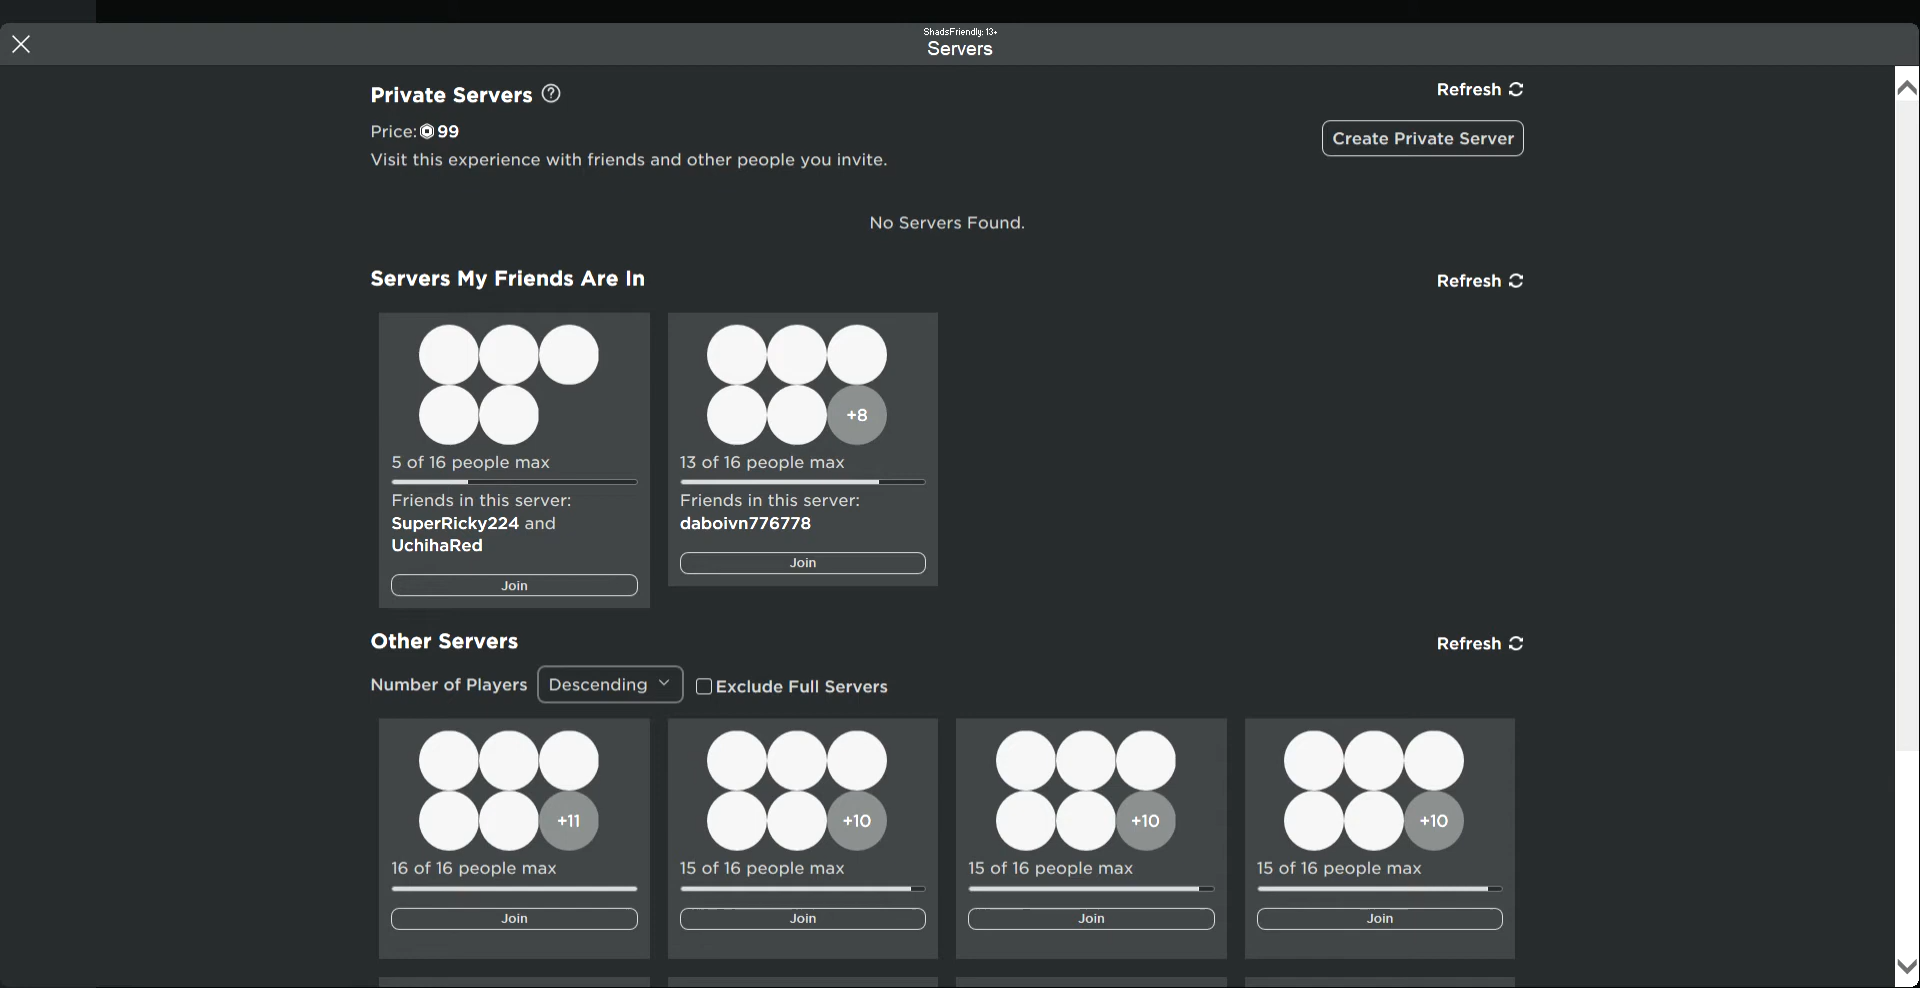 ShadsFriendly: 13+
Servers
Private Servers
Refresh
Price: 99
Create Private Server
Visit this experience with friends and other people you invite.
No Servers Found.
Servers My Friends Are In
Refresh
+8
5 of 16 people max
13 of 16 people max
Friends in this server:
SuperRicky224 and
UchihaRed
Friends in this server:
daboivn776778
Join
Join
Other Servers
Refresh
Number of Players
Descending
Exclude Full Servers
+11
+10
+10
+10
16 of 16 people max
15 of 16 people max
15 of 16 people max
15 of 16 people max
Join
Join
Join
Join